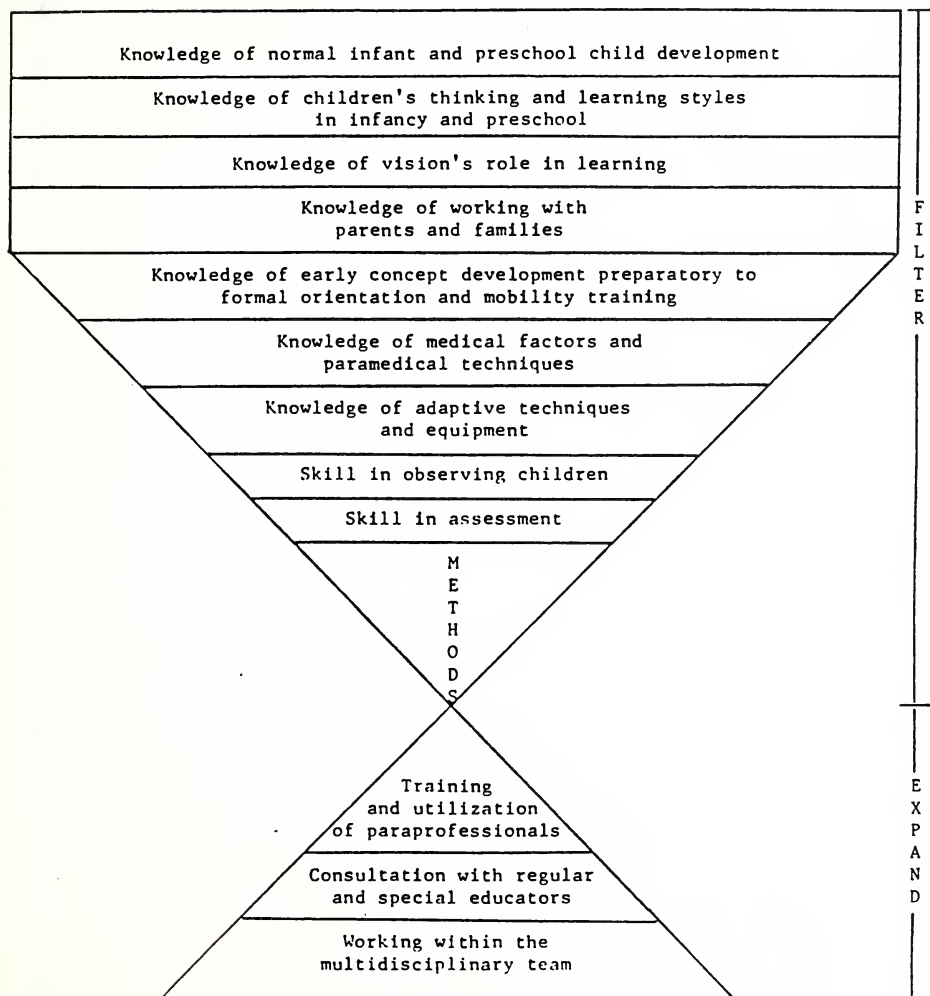 Knowledge of normal infant and preschool child development
Knowledge of children's thinking and learning styles
in infancy and preschool
Knowledge of vision's role in learning
Knowledge of working with
parents and families
Knowledge of early concept development preparatory to
formal orientation and mobility training
Knowledge of medical factors and
paramedical techniques
Knowledge of adaptive techniques
and equipment
Skill in observing children
Skill in assessment
METHODS
Training
and utilization
of paraprofessionals
Consultation with regular
and special educators
Working within the
multidisciplinary team
FILTER
EXPAND